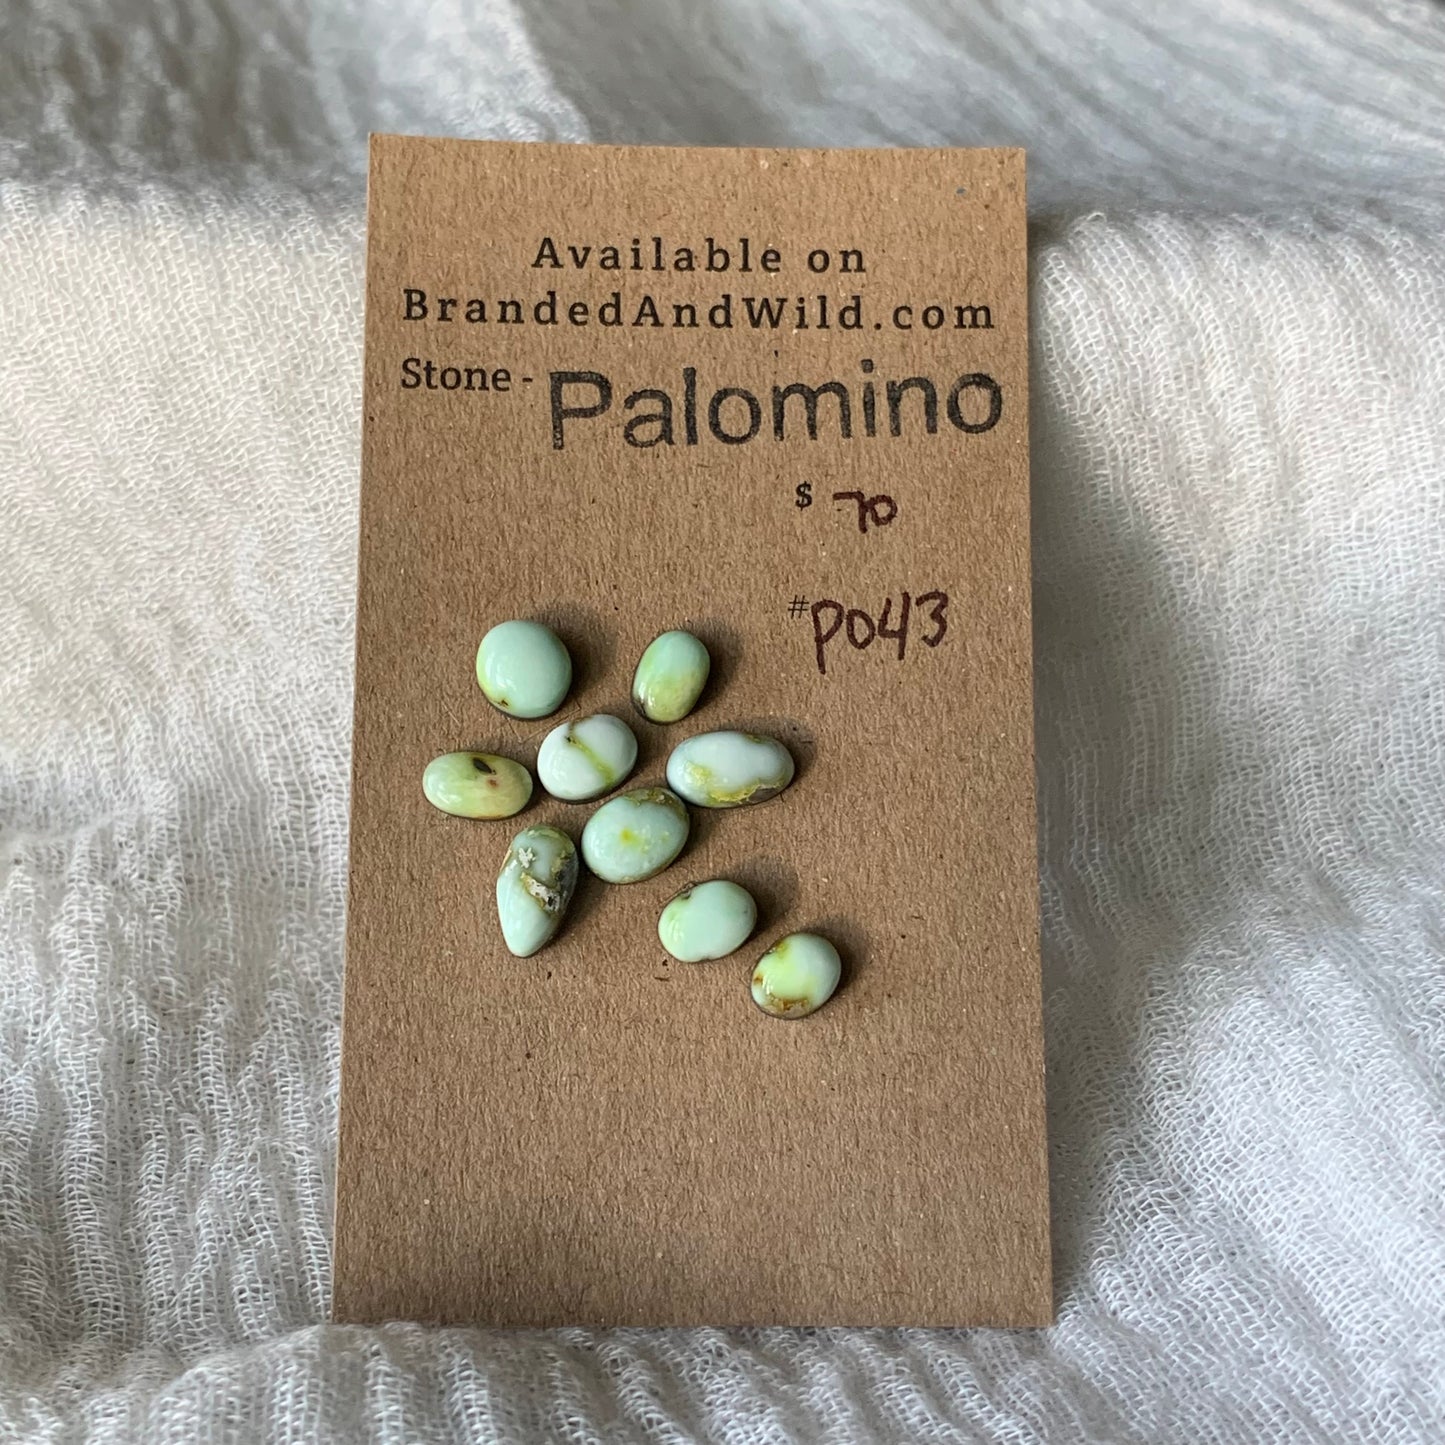 Available on
BrandedAndWild.com
Stone - Palomino
$ 70
#P043